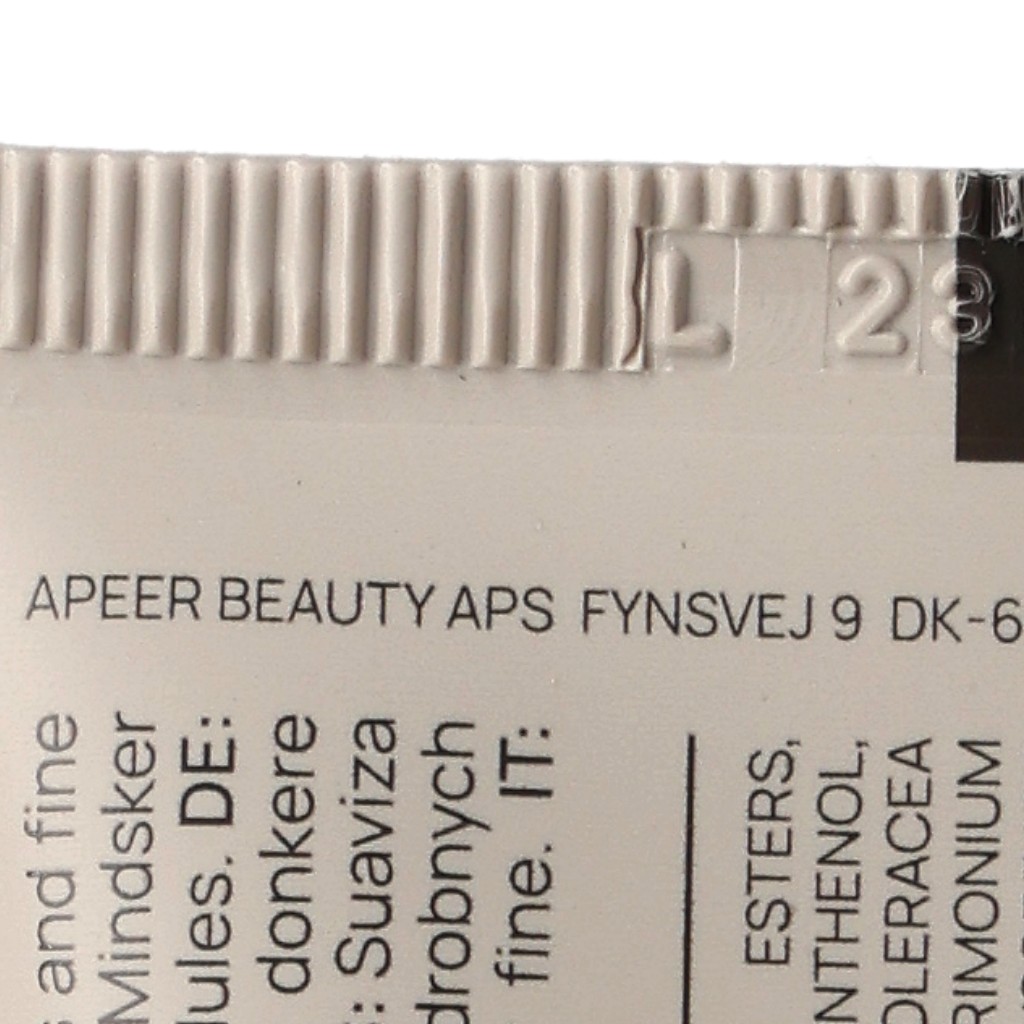 L 23
APEER BEAUTY APS FYNSVEJ 9 DK-6
and fine
Mindsker
ules. DE:
donkere
: Suaviza
drobnych
fine. IT:
ESTERS,
NTHENOL,
OLERACEA
RIMONIUM